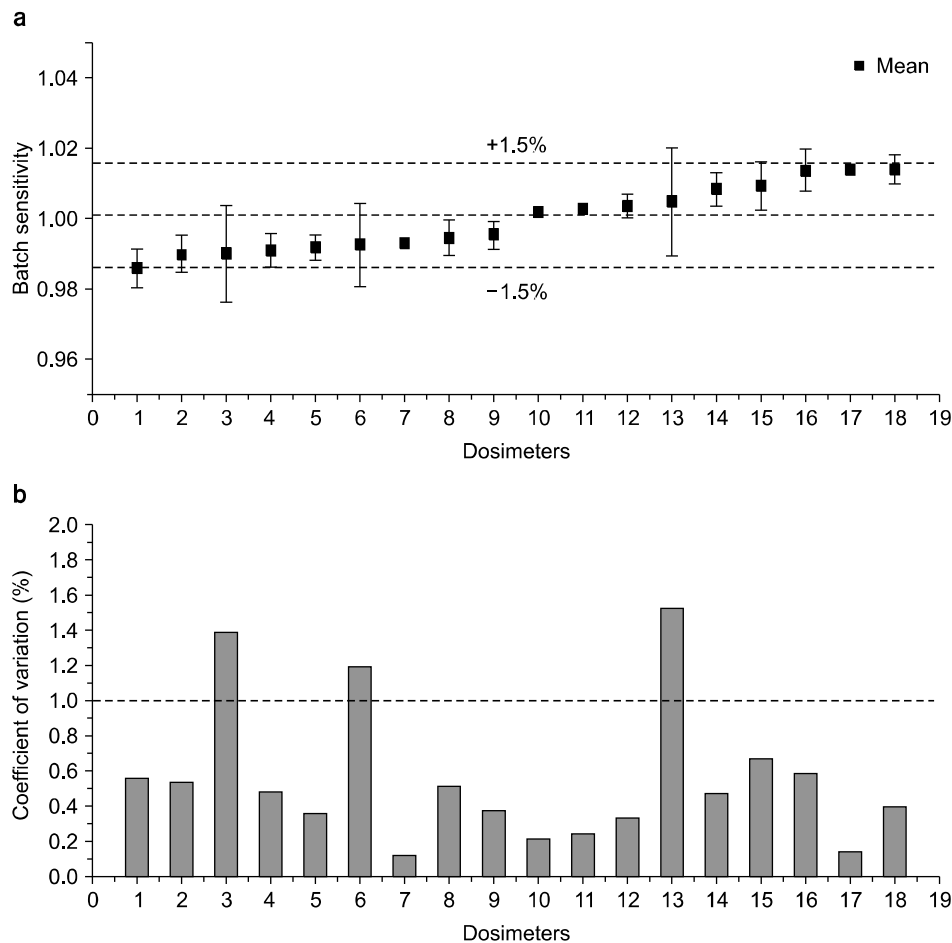 a
1.04
1.02
1.00
0.98
0.96
Batch sensitivity
Mean
+1.5%
−1.5%
0 1 2 3 4 5 6 7 8 9 10 11 12 13 14 15 16 17 18 19
Dosimeters
b
2.0
1.8
1.6
1.4
1.2
1.0
0.8
0.6
0.4
0.2
0.0
Coefficient of variation (%)
0 1 2 3 4 5 6 7 8 9 10 11 12 13 14 15 16 17 18 19
Dosimeters